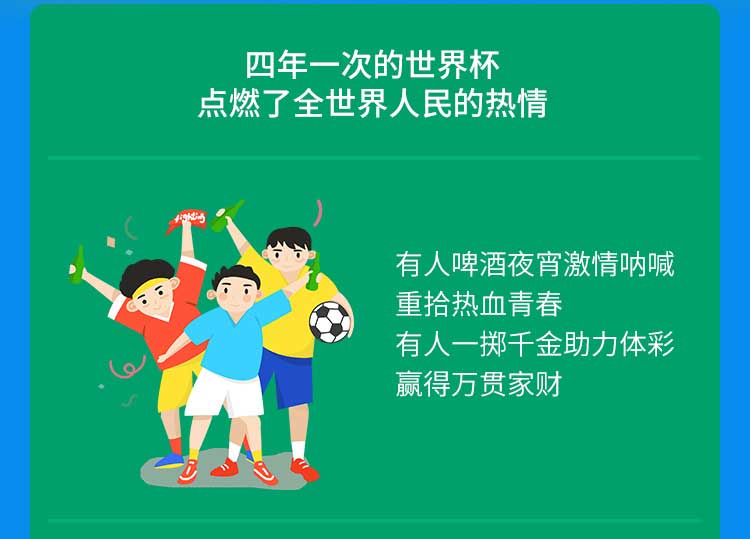 四年一次的世界杯
点燃了全世界人民的热情
fighting
有人啤酒夜宵激情呐喊
重拾热血青春
有人一掷千金助力体彩
赢得万贯家财